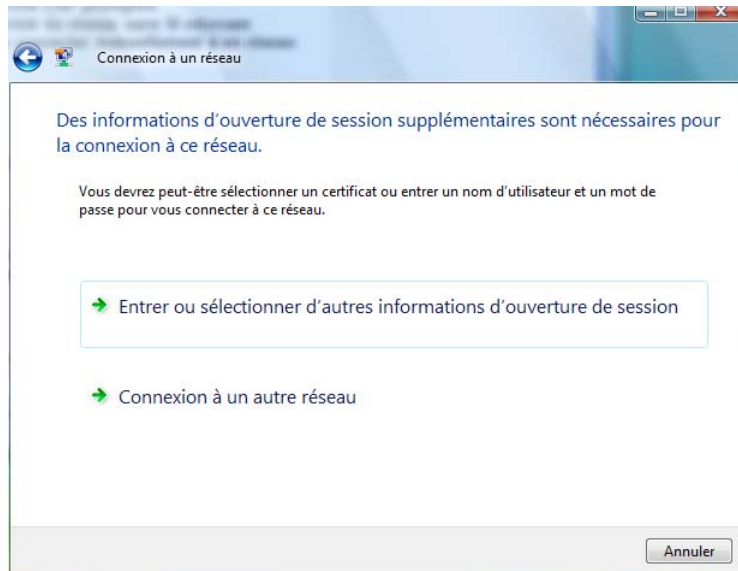 Connexion à un réseau
Des informations d'ouverture de session supplémentaires sont nécessaires pour
la connexion à ce réseau.
Vous devrez peut-être sélectionner un certificat ou entrer un nom d'utilisateur et un mot de
passe pour vous connecter à ce réseau.
Entrer ou sélectionner d'autres informations d'ouverture de session
Connexion à un autre réseau
Annuler